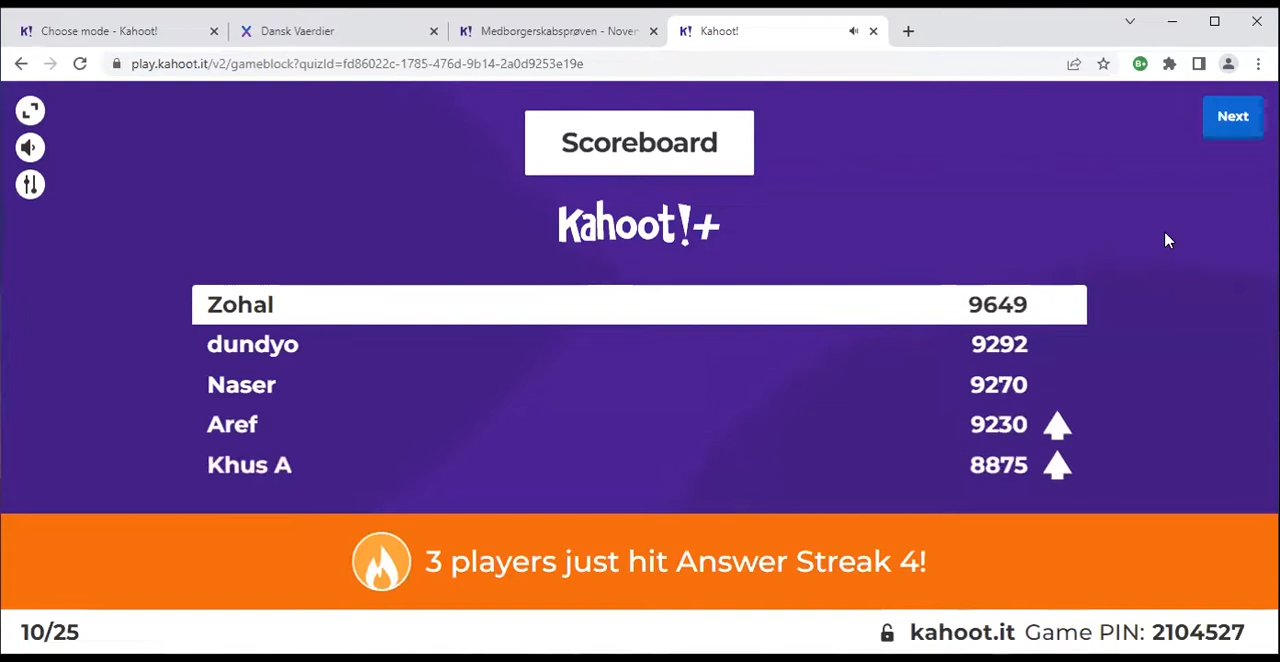 Choose mode - Kahoot!
Dansk Vaerdier
Medborgerskabsprøven - Nover
Kahoot!
play.kahoot.it/v2/gameblock?quizId=fd86022c-1785-476d-9b14-2a0d9253e19e
Next
Scoreboard
Kahoot!+
Zohal 9649
dundyo 9292
Naser 9270
Aref 9230
Khus A 8875
3 players just hit Answer Streak 4!
10/25
kahoot.it Game PIN: 2104527